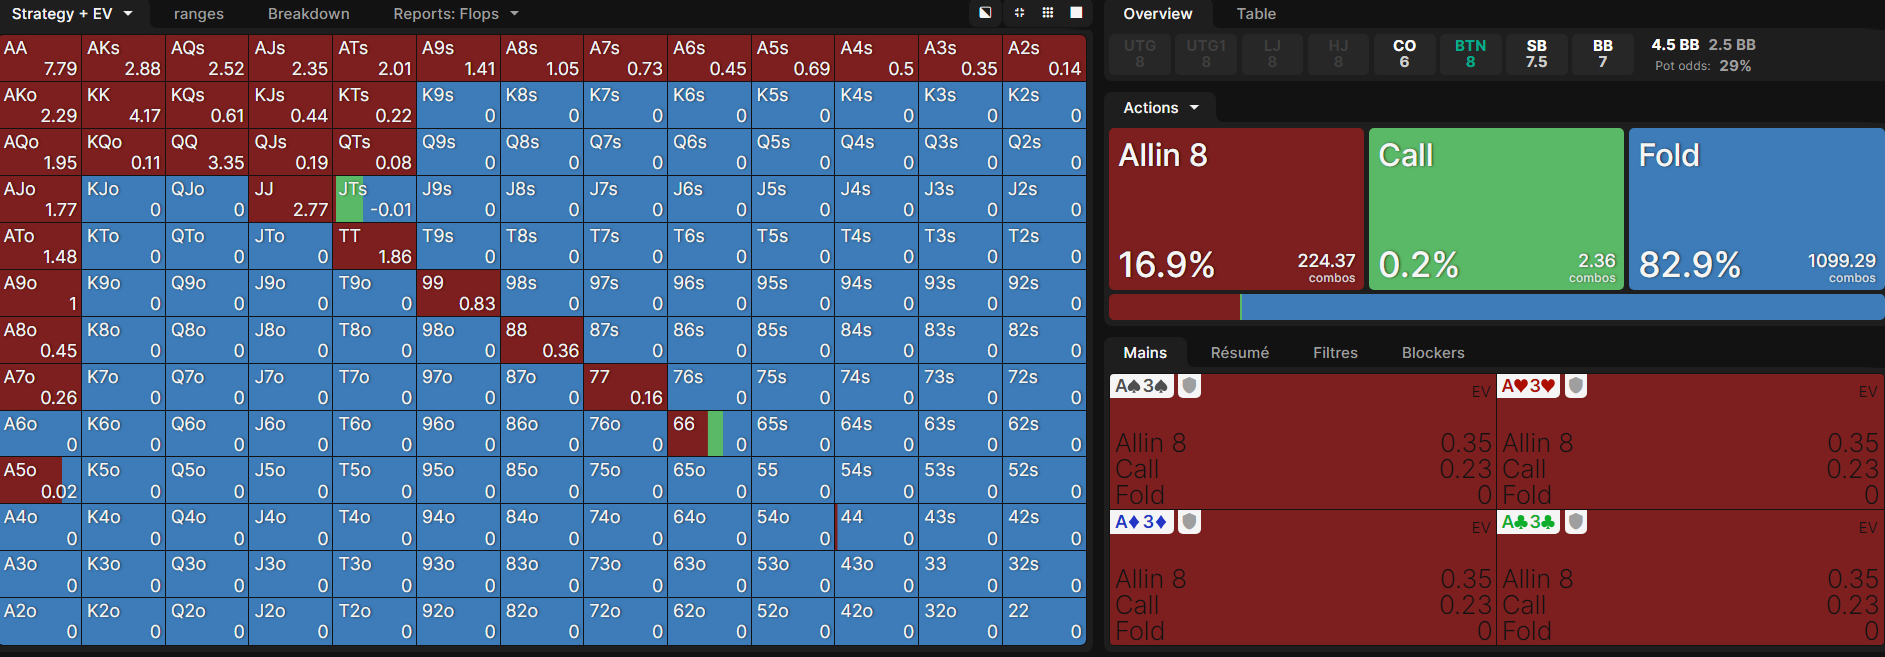 Strategy + EV ranges Breakdown Reports: Flops
AA AKs AQs AJs ATs A9s A8s A7s A6s A5s A4s A3s A2s
7.79 2.88 2.52 2.35 2.01 1.41 1.05 0.73 0.45 0.69 0.5 0.35 0.14
AKo KK KQs KJs KTs K9s K8s K7s K6s K5s K4s K3s K2s
2.29 4.17 0.61 0.44 0.22 0 0 0 0 0 0 0 0
AQo KQo QQ QJs QTs Q9s Q8s Q7s Q6s Q5s Q4s Q3s Q2s
1.95 0.11 3.35 0.19 0.08 0 0 0 0 0 0 0 0
AJo KJo QJo JJ JTs J9s J8s J7s J6s J5s J4s J3s J2s
1.77 0 0 2.77 -0.01 0 0 0 0 0 0 0 0
ATo KTo QTo JTo TT T9s T8s T7s T6s T5s T4s T3s T2s
1.48 0 0 0 1.86 0 0 0 0 0 0 0 0
A9o K9o Q9o J9o T9o 99 98s 97s 96s 95s 94s 93s 92s
1 0 0 0 0 0.83 0 0 0 0 0 0 0
A8o K8o Q8o J8o T8o 98o 88 87s 86s 85s 84s 83s 82s
0.45 0 0 0 0 0 0.36 0 0 0 0 0 0
A7o K7o Q7o J7o T7o 97o 87o 77 76s 75s 74s 73s 72s
0.26 0 0 0 0 0 0 0.16 0 0 0 0 0
A6o K6o Q6o J6o T6o 96o 86o 76o 66 65s 64s 63s 62s
0 0 0 0 0 0 0 0 0 0 0 0 0
A5o K5o Q5o J5o T5o 95o 85o 75o 65o 55 54s 53s 52s
0.02 0 0 0 0 0 0 0 0 0 0 0 0
A4o K4o Q4o J4o T4o 94o 84o 74o 64o 54o 44 43s 42s
0 0 0 0 0 0 0 0 0 0 0 0 0
A3o K3o Q3o J3o T3o 93o 83o 73o 63o 53o 43o 33 32s
0 0 0 0 0 0 0 0 0 0 0 0 0
A2o K2o Q2o J2o T2o 92o 82o 72o 62o 52o 42o 32o 22
0 0 0 0 0 0 0 0 0 0 0 0 0
Overview Table
UTG UTG1 LJ HJ CO BTN SB BB 4.5 BB 2.5 BB
8 8 8 8 6 8 7.5 7 Pot odds: 29%
Actions
Allin 8 Call Fold
16.9% 224.37 combos 0.2% 2.36 combos 82.9% 1099.29 combos
Mains Résumé Filtres Blockers
A♠3♠ EV A♥3♥ EV
Allin 8 0.35 Allin 8 0.35
Call 0.23 Call 0.23
Fold 0 Fold 0
A♦3♦ EV A♣3♣ EV
Allin 8 0.35 Allin 8 0.35
Call 0.23 Call 0.23
Fold 0 Fold 0